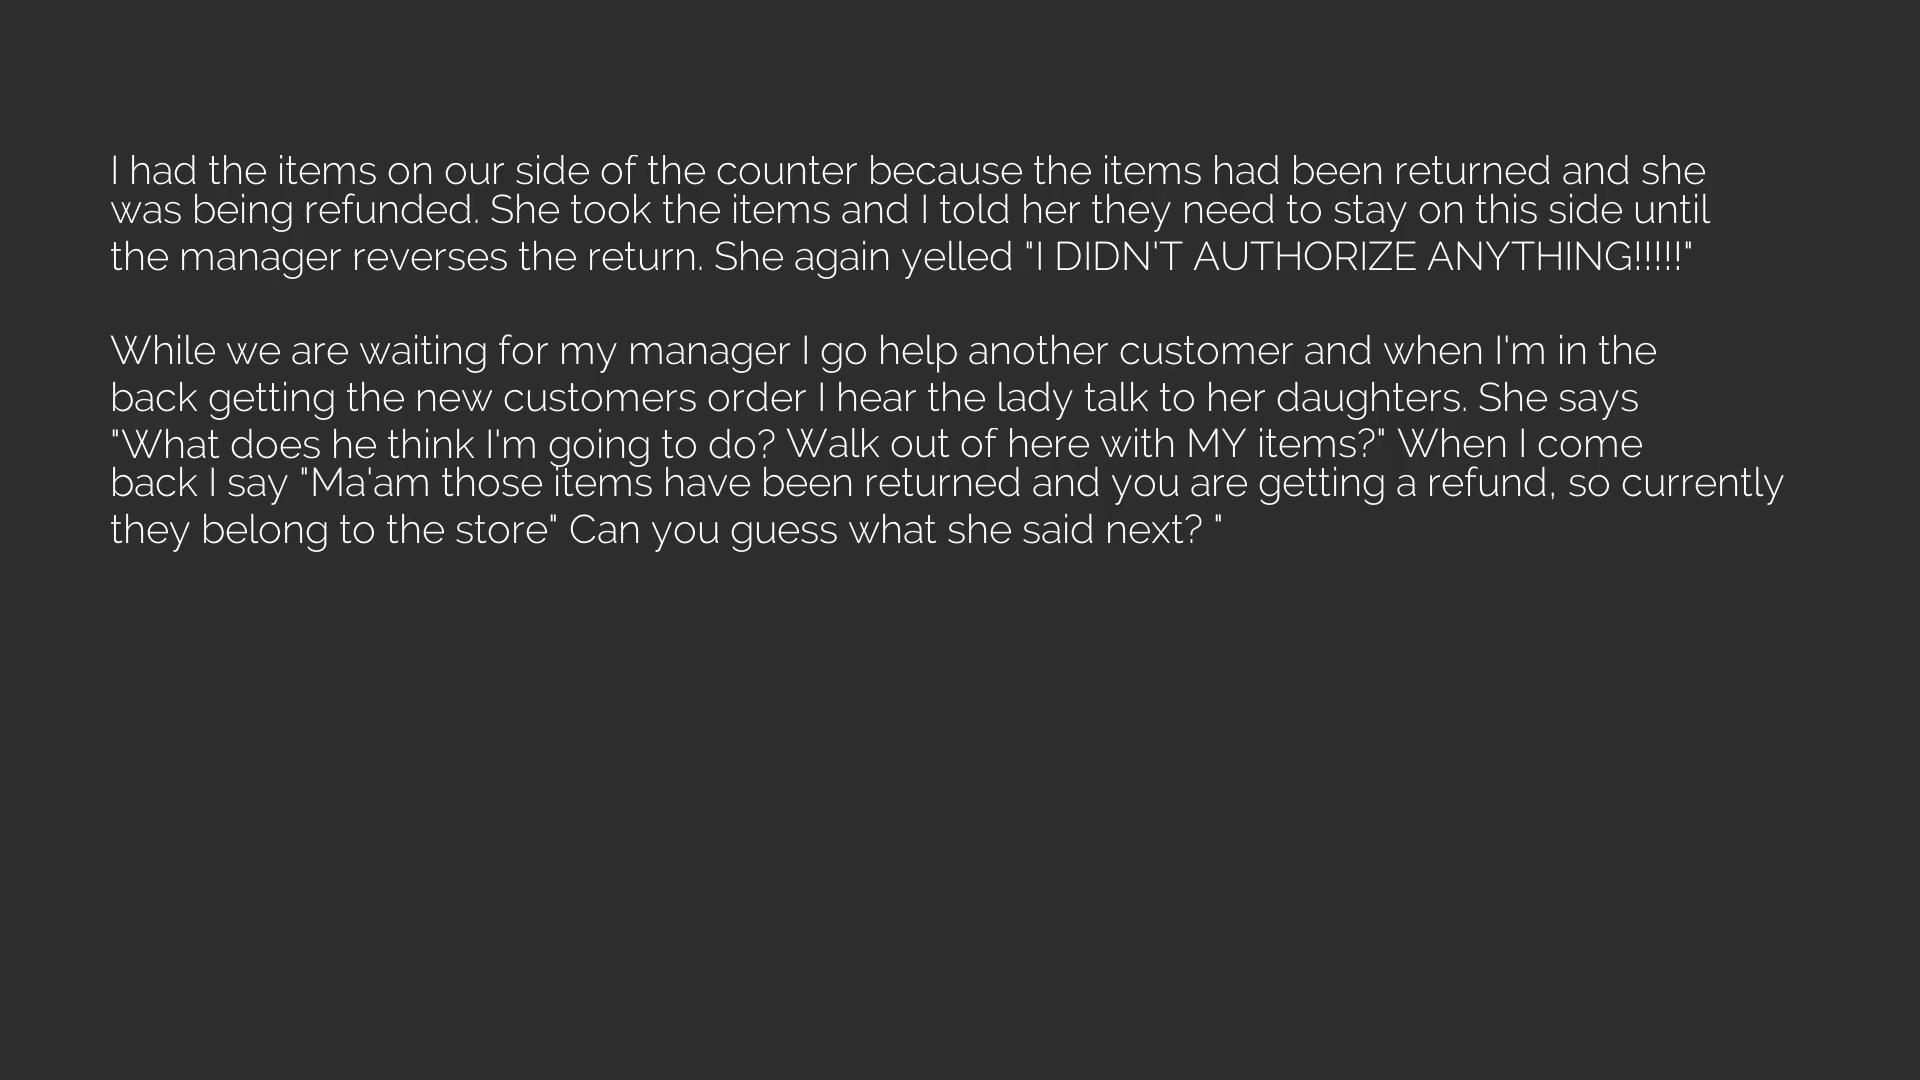 I had the items on our side of the counter because the items had been returned and she
was being refunded. She took the items and I told her they need to stay on this side until
the manager reverses the return. She again yelled "I DIDN'T AUTHORIZE ANYTHING!!!!!"
While we are waiting for my manager I go help another customer and when I'm in the
back getting the new customers order I hear the lady talk to her daughters. She says
"What does he think I'm going to do? Walk out of here with MY items?" When I come
back I say "Ma'am those items have been returned and you are getting a refund, so currently
they belong to the store" Can you guess what she said next? "